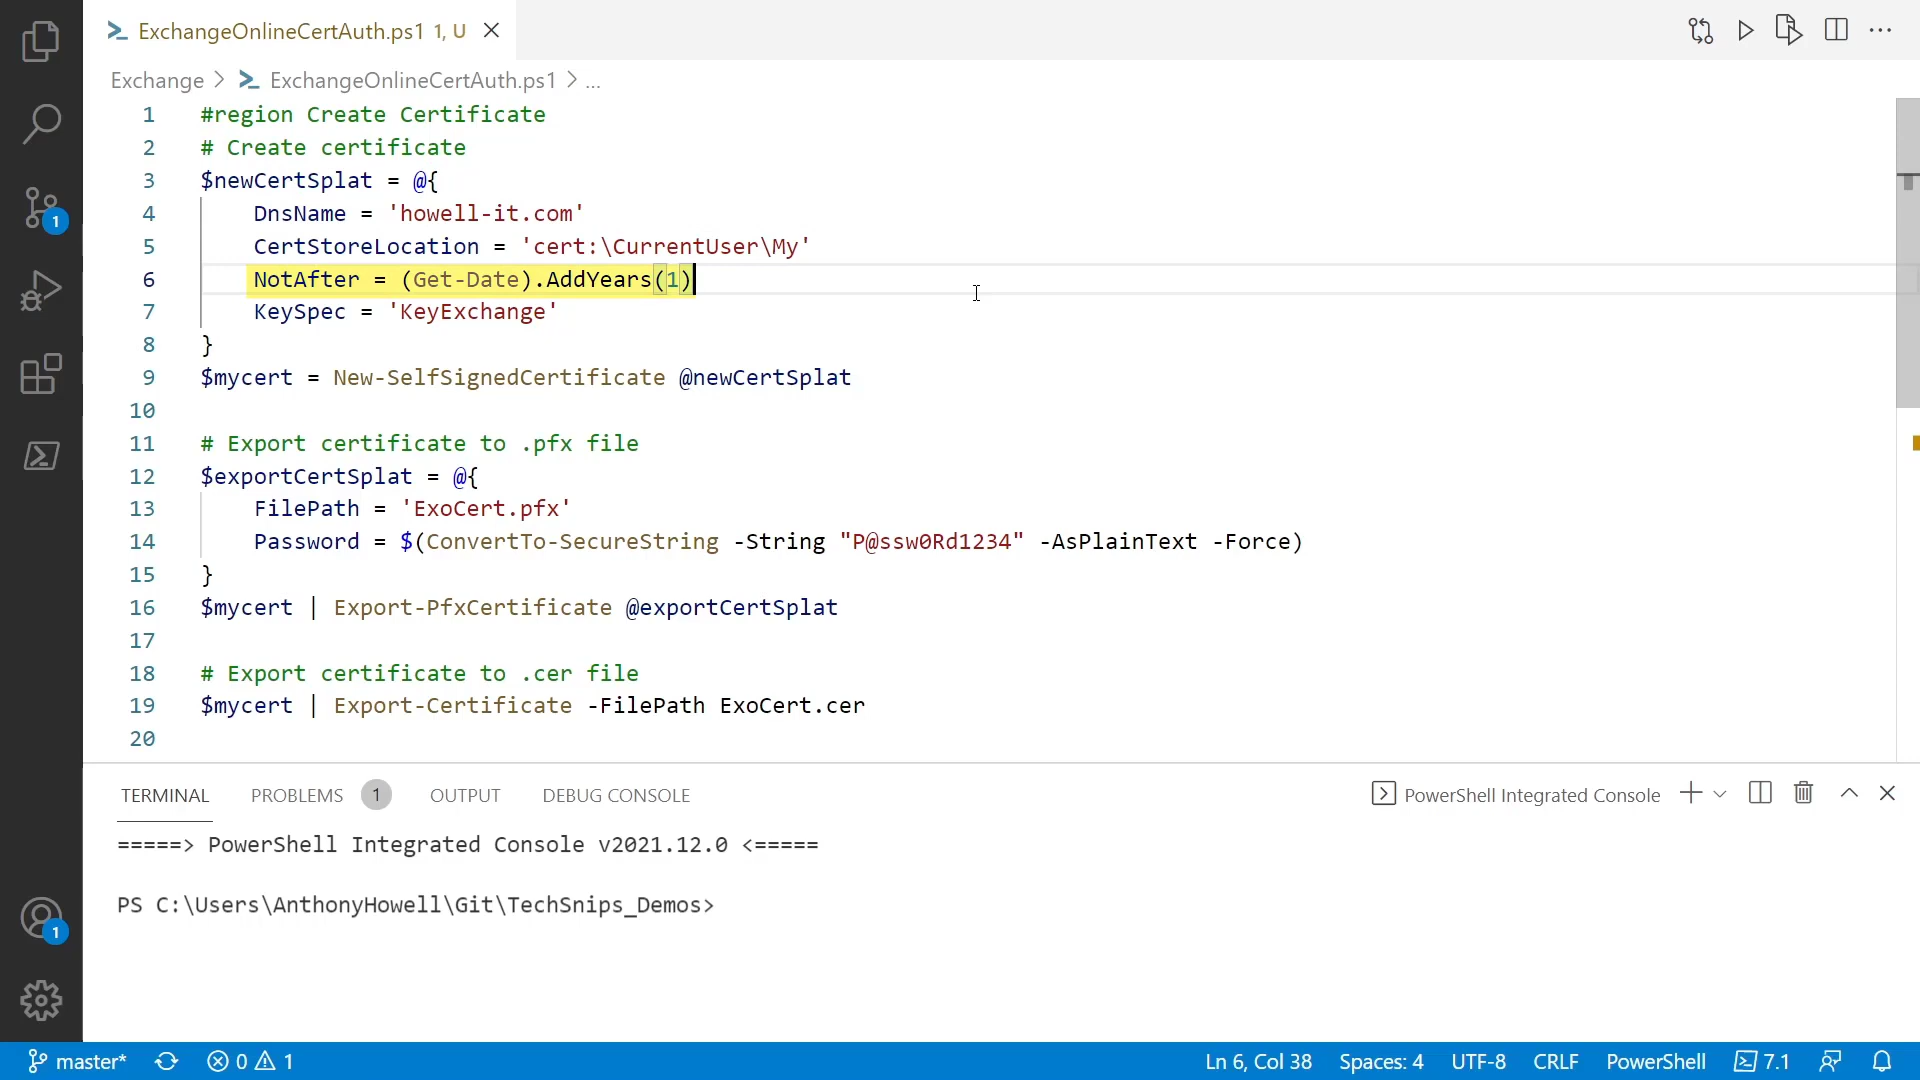 ExchangeOnlineCertAuth.ps1 1, U
Exchange > ExchangeOnlineCertAuth.ps1 > ...
1 #region Create Certificate
2 # Create certificate
3 $newCertSplat = @{
4 DnsName = 'howell-it.com'
5 CertStoreLocation = 'cert:\CurrentUser\My'
6 NotAfter = (Get-Date).AddYears(1)
7 KeySpec = 'KeyExchange'
8 }
9 $mycert = New-SelfSignedCertificate @newCertSplat
10
11 # Export certificate to .pfx file
12 $exportCertSplat = @{
13 FilePath = 'ExoCert.pfx'
14 Password = $(ConvertTo-SecureString -String "P@ssw0Rd1234" -AsPlainText -Force)
15 }
16 $mycert | Export-PfxCertificate @exportCertSplat
17
18 # Export certificate to .cer file
19 $mycert | Export-Certificate -FilePath ExoCert.cer
20
1
1
TERMINAL PROBLEMS 1 OUTPUT DEBUG CONSOLE PowerShell Integrated Console
=====> PowerShell Integrated Console v2021.12.0 <=====
PS C:\Users\AnthonyHowell\Git\TechSnips_Demos>
master* 0 1 Ln 6, Col 38 Spaces: 4 UTF-8 CRLF PowerShell 7.1